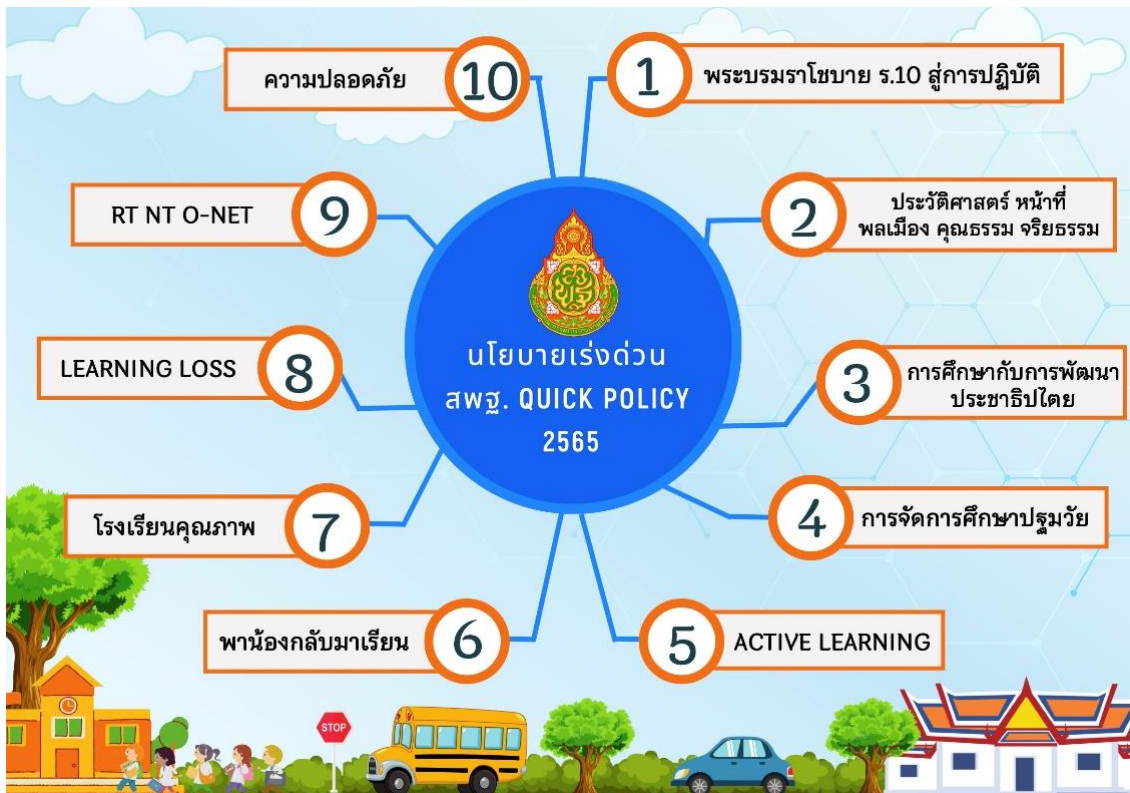 นโยบายเร่งด่วน
สพฐ. QUICK POLICY
2565
1
พระบรมราโชบาย ร.10 สู่การปฏิบัติ
2
ประวัติศาสตร์ หน้าที่
พลเมือง คุณธรรม จริยธรรม
3
การศึกษากับการพัฒนา
ประชาธิปไตย
4
การจัดการศึกษาปฐมวัย
5
ACTIVE LEARNING
6
พาน้องกลับมาเรียน
7
โรงเรียนคุณภาพ
8
LEARNING LOSS
9
RT NT O-NET
10
ความปลอดภัย
STOP